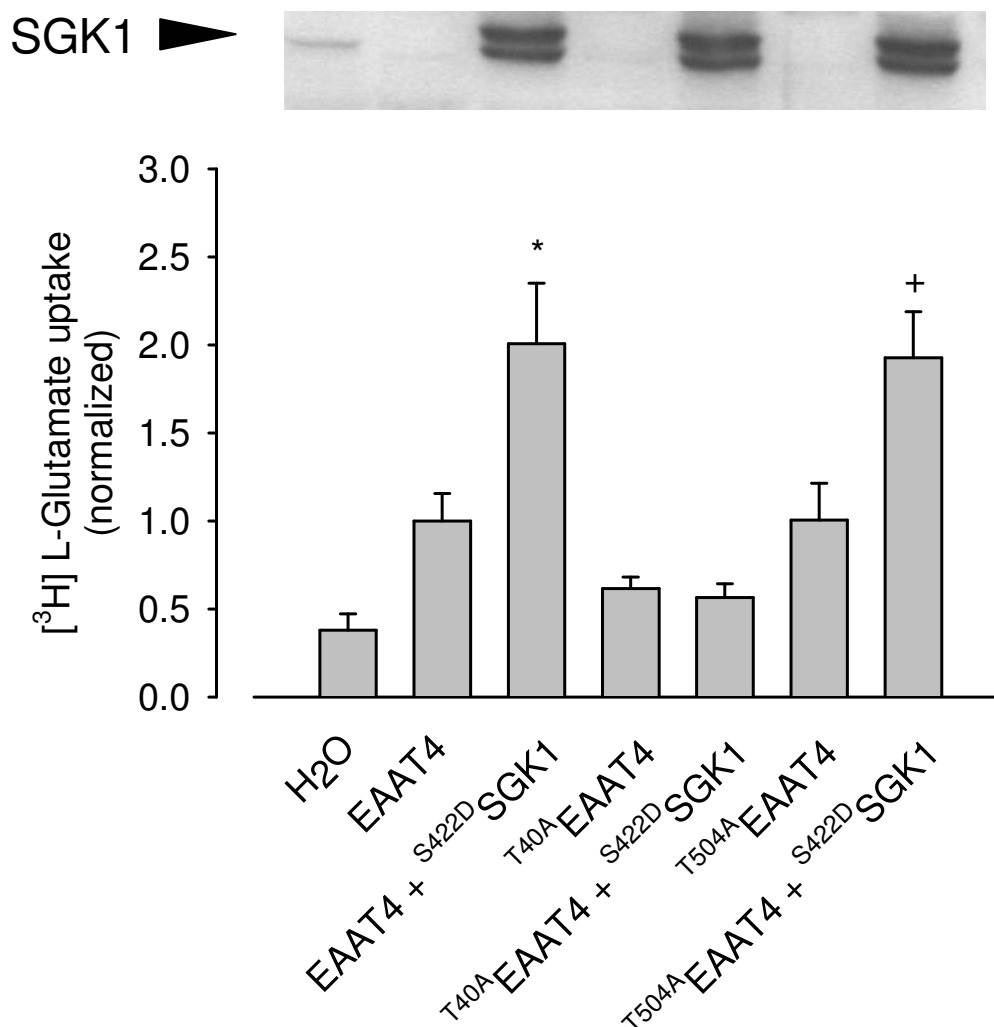 SGK1
3.0
2.5
2.0
1.5
1.0
0.5
0.0
[³H] L-Glutamate uptake
(normalized)
*
+
H₂O
EAAT4
EAAT4 + ˢ⁴²²ᴰSGK1
ᵀ⁴⁰ᴬEAAT4
ᵀ⁴⁰ᴬEAAT4 + ˢ⁴²²ᴰSGK1
ᵀ⁵⁰⁴ᴬEAAT4
ᵀ⁵⁰⁴ᴬEAAT4 + ˢ⁴²²ᴰSGK1